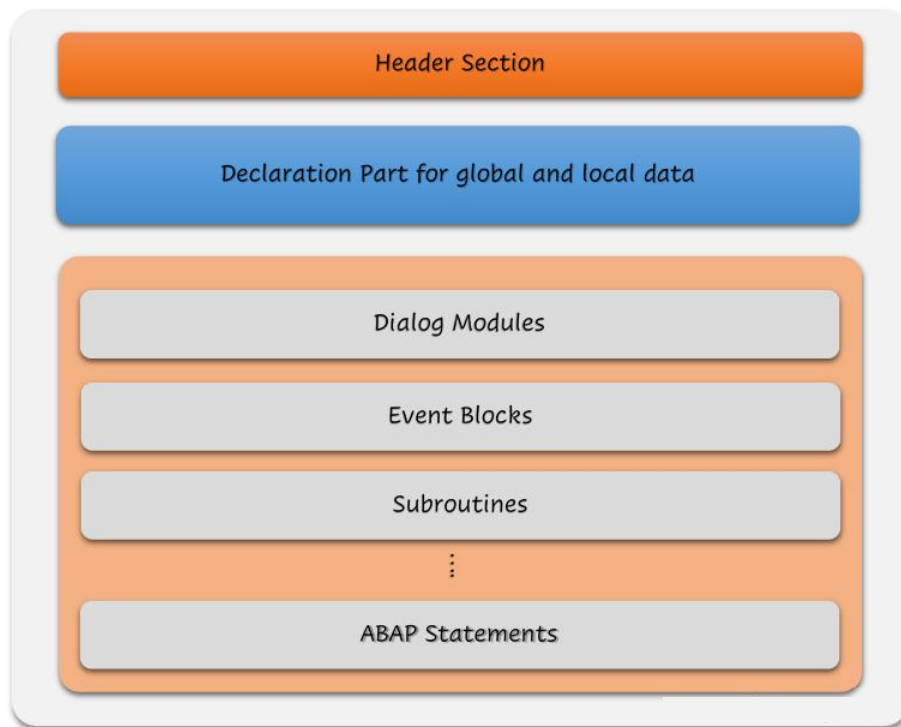 Header Section
Declaration Part for global and local data
Dialog Modules
Event Blocks
Subroutines
ABAP Statements